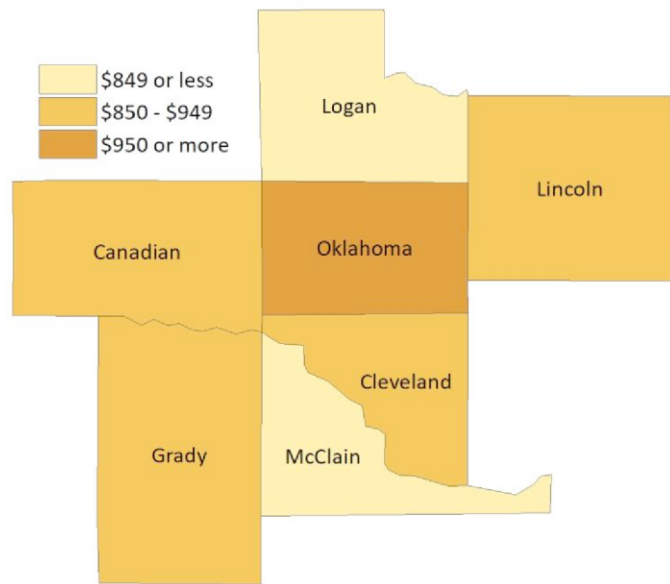 $849 or less
$850 - $949
$950 or more
Logan
Lincoln
Canadian
Oklahoma
Cleveland
Grady
McClain